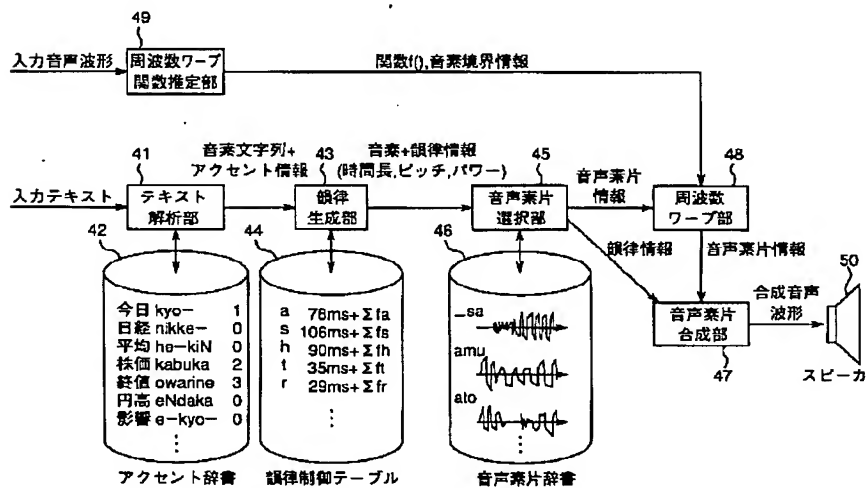 49
入力音声波形
周波数ワープ
関数推定部
関数f(),音素境界情報
41
音素文字列+
アクセント情報
43
音素+韻律情報
(時間長,ピッチ,パワー)
45
音声素片
情報
48
入力テキスト
テキスト
解析部
韻律
生成部
音声素片
選択部
周波数
ワープ部
42
44
46
韻律情報
音声素片情報
50
今日 kyo- 1
日経 nikke- 0
平均 he-kiN 0
株価 kabuka 2
終値 owarine 3
円高 eNdaka 0
影響 e-kyo- 0
⋮
a 78ms+Σfa
s 106ms+Σfs
h 90ms+Σfh
t 35ms+Σft
r 29ms+Σfr
⋮
_sa
amu
ato
⋮
音声素片
合成部
47
合成音声
波形
スピーカ
アクセント辞書
韻律制御テーブル
音声素片辞書